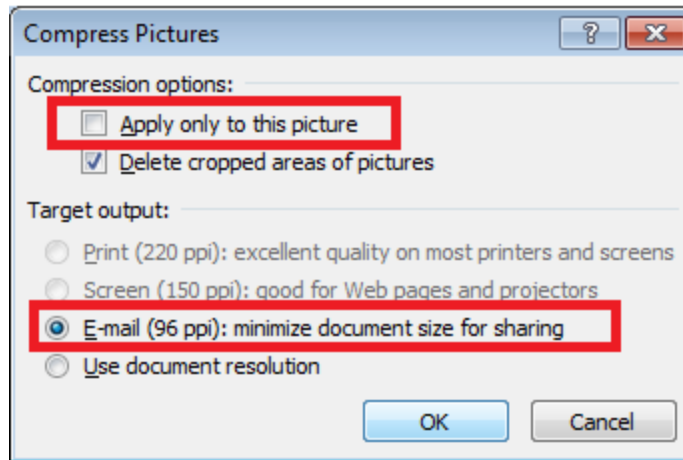 Compress Pictures
Compression options:
Apply only to this picture
Delete cropped areas of pictures
Target output:
Print (220 ppi): excellent quality on most printers and screens
Screen (150 ppi): good for Web pages and projectors
E-mail (96 ppi): minimize document size for sharing
Use document resolution
OK Cancel